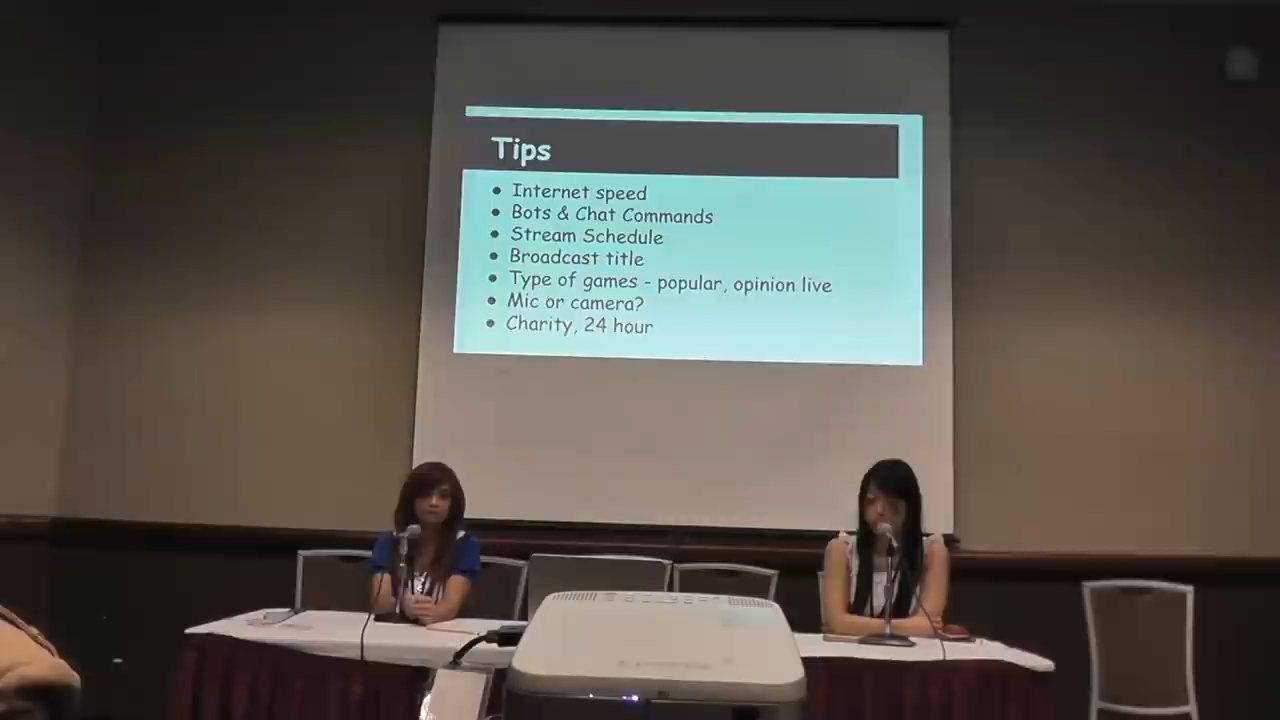 Tips
• Internet speed
• Bots & Chat Commands
• Stream Schedule
• Broadcast title
• Type of games - popular, opinion live
• Mic or camera?
• Charity, 24 hour